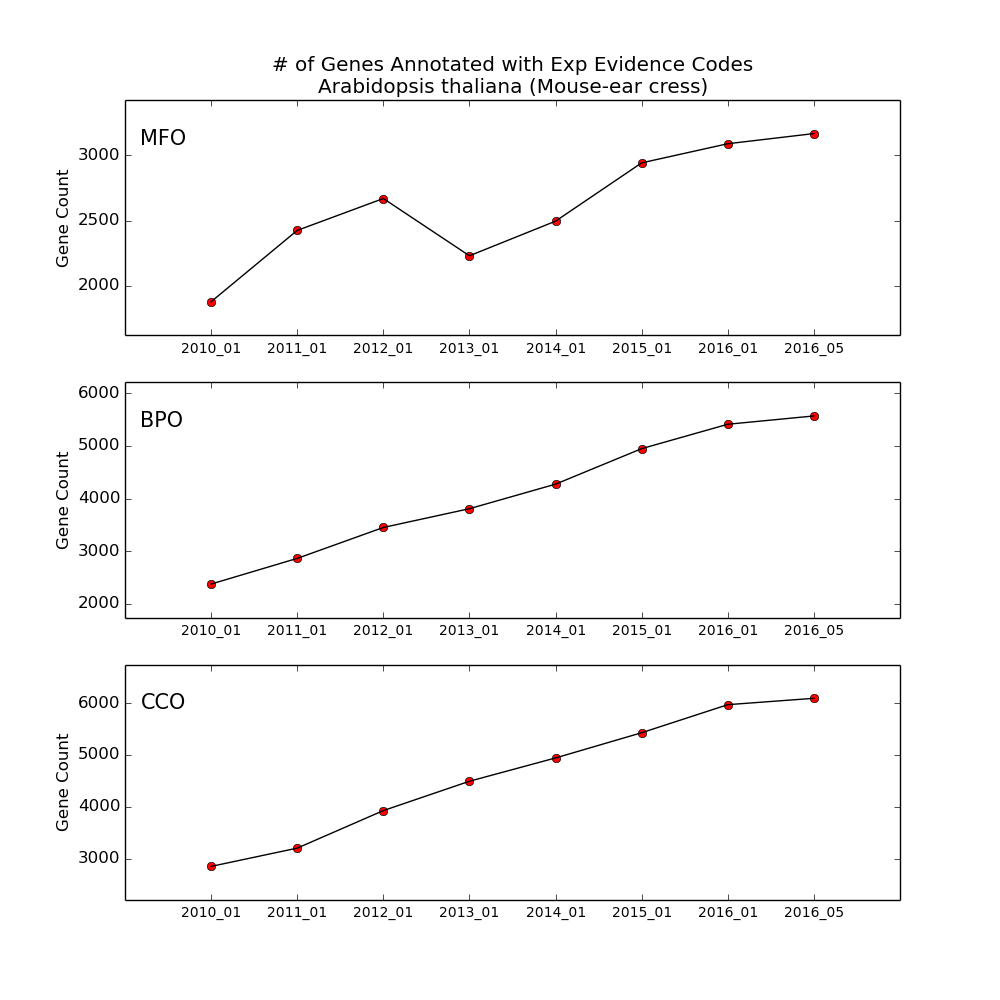 # of Genes Annotated with Exp Evidence Codes
Arabidopsis thaliana (Mouse-ear cress)
MFO
Gene Count
3000
2500
2000
2010_01 2011_01 2012_01 2013_01 2014_01 2015_01 2016_01 2016_05
BPO
Gene Count
6000
5000
4000
3000
2000
2010_01 2011_01 2012_01 2013_01 2014_01 2015_01 2016_01 2016_05
CCO
Gene Count
6000
5000
4000
3000
2010_01 2011_01 2012_01 2013_01 2014_01 2015_01 2016_01 2016_05